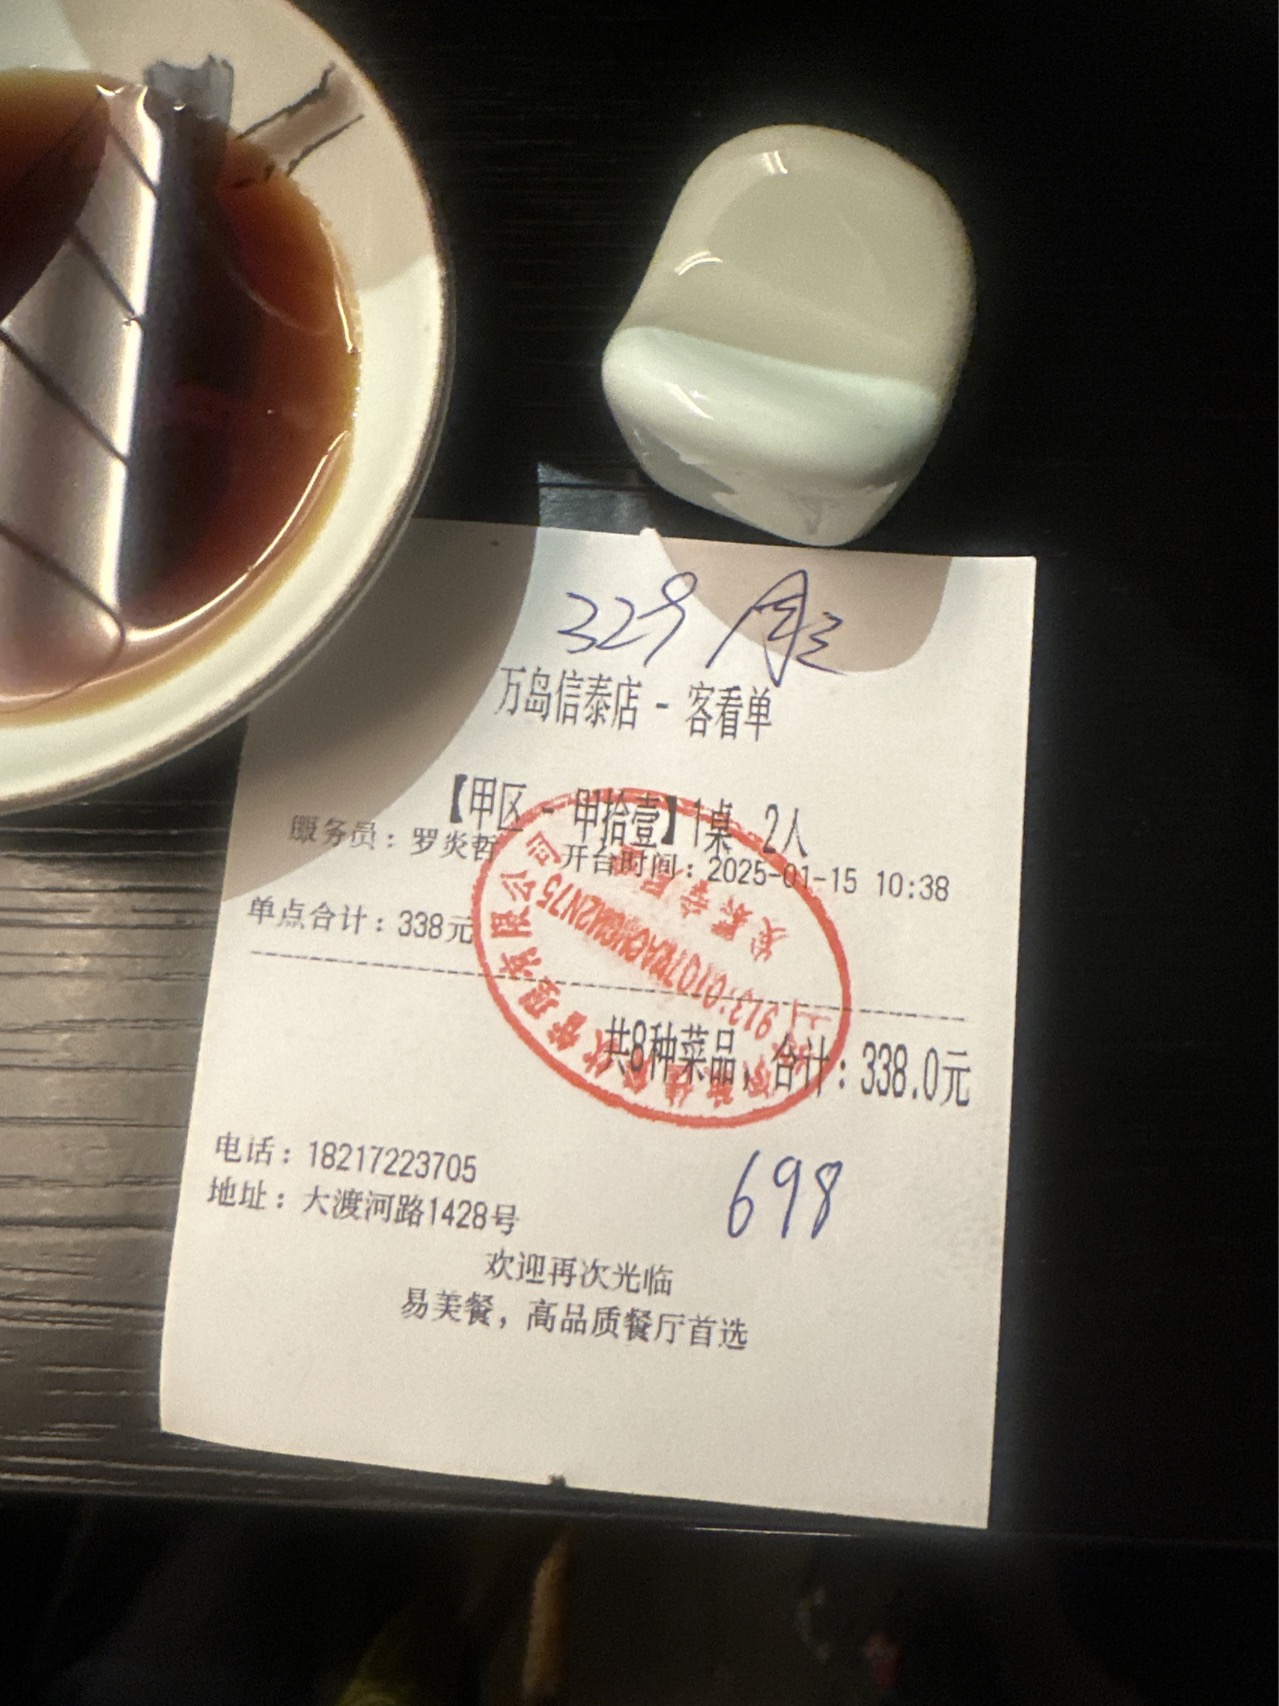 329
万岛信泰店 - 客看单
【甲区 - 甲拾壹】1桌 2人
服务员：罗炎哲 开台时间：2025-01-15 10:38
单点合计：338元
共8种菜品，合计：338.0元
698
电话：18217223705
地址：大渡河路1428号
欢迎再次光临
易美餐，高品质餐厅首选